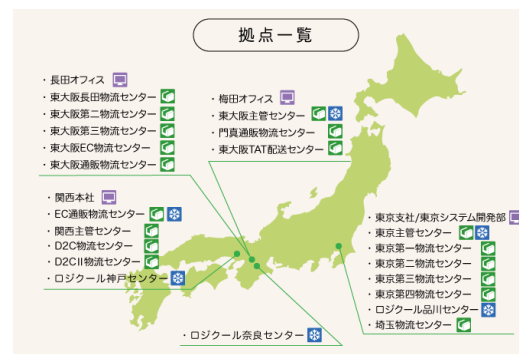 拠点一覧
・長田オフィス
・東大阪長田物流センター
・東大阪第二物流センター
・東大阪第三物流センター
・東大阪EC物流センター
・東大阪通販物流センター
・梅田オフィス
・東大阪主管センター
・門真通販物流センター
・東大阪TAT配送センター
・関西本社
・EC通販物流センター
・関西主管センター
・D2C物流センター
・D2CII物流センター
・ロジクール神戸センター
・東京支社/東京システム開発部
・東京主管センター
・東京第一物流センター
・東京第二物流センター
・東京第三物流センター
・東京第四物流センター
・ロジクール品川センター
・埼玉物流センター
・ロジクール奈良センター